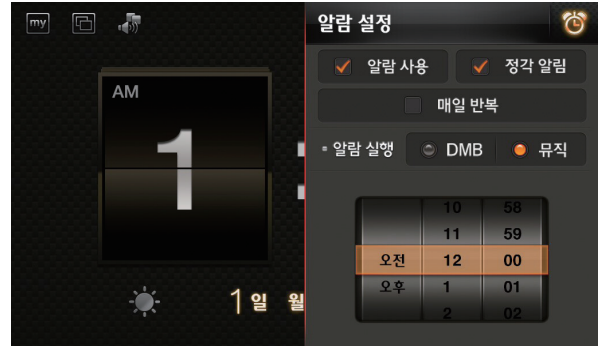 my
알람 설정
알람 사용
정각 알림
매일 반복
AM
1
알람 실행 DMB 뮤직
10 58
11 59
오전 12 00
오후 1 01
2 02
1일 월